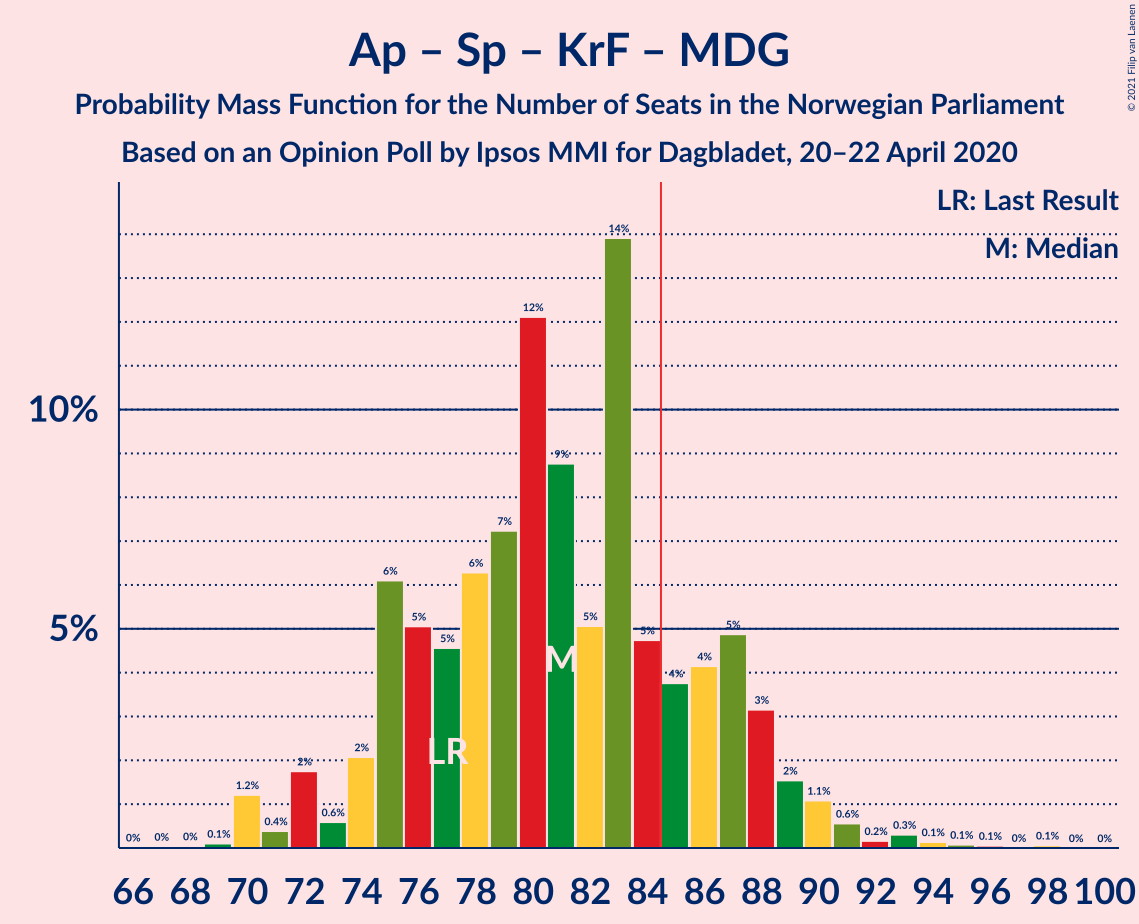 © 2021 Filip van Laenen
Ap – Sp – KrF – MDG
Probability Mass Function for the Number of Seats in the Norwegian Parliament
Based on an Opinion Poll by Ipsos MMI for Dagbladet, 20–22 April 2020
LR: Last Result
M: Median
10%
5%
0% 0% 0% 0.1% 1.2% 0.4% 2% 0.6% 2% 6% 5% 5% 6% 7% 12% 9% 5% 14% 5% 4% 4% 5% 3% 2% 1.1% 0.6% 0.2% 0.3% 0.1% 0.1% 0.1% 0% 0.1% 0% 0%
M
LR
66 68 70 72 74 76 78 80 82 84 86 88 90 92 94 96 98 100